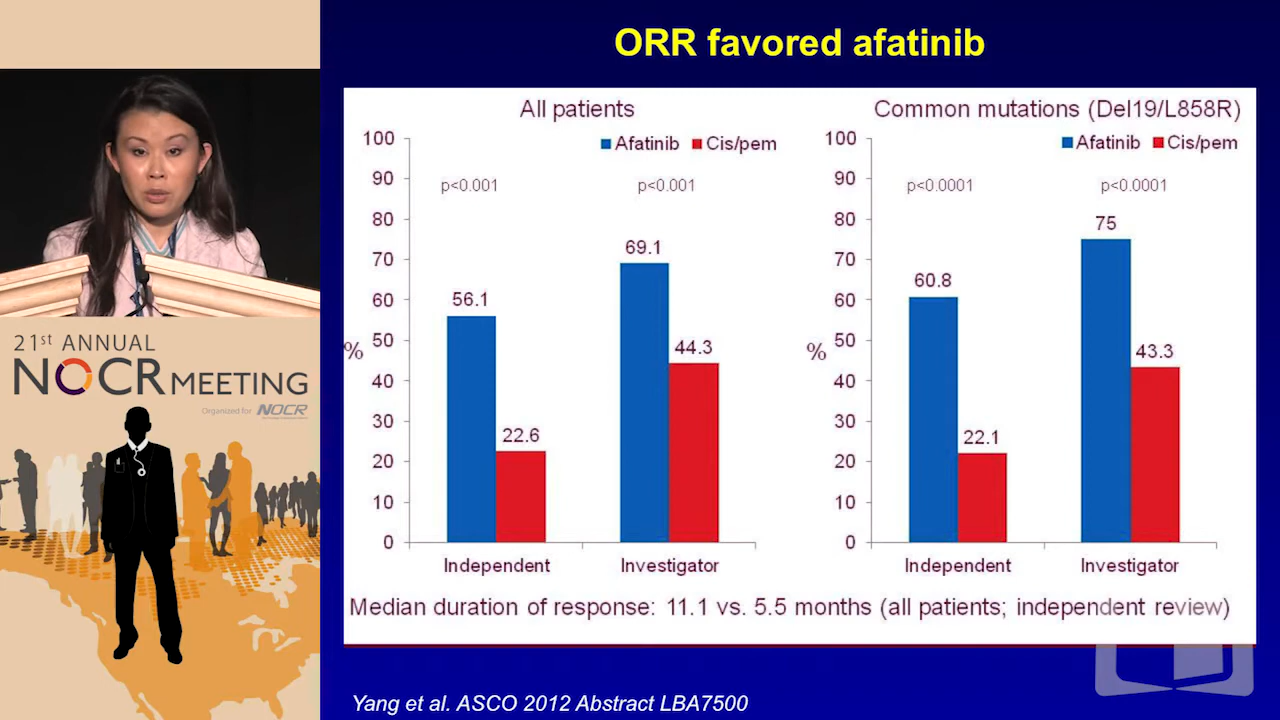 ORR favored afatinib
All patients
Afatinib Cis/pem
100
90
80
70
60
50
40
30
20
10
0
%
p<0.001
p<0.001
56.1
22.6
69.1
44.3
Independent
Investigator
Common mutations (Del19/L858R)
Afatinib Cis/pem
100
90
80
70
60
50
40
30
20
10
0
%
p<0.0001
p<0.0001
60.8
22.1
75
43.3
Independent
Investigator
Median duration of response: 11.1 vs. 5.5 months (all patients; independent review)
Yang et al. ASCO 2012 Abstract LBA7500
21st ANNUAL
NOCR MEETING
Organized for NOCR